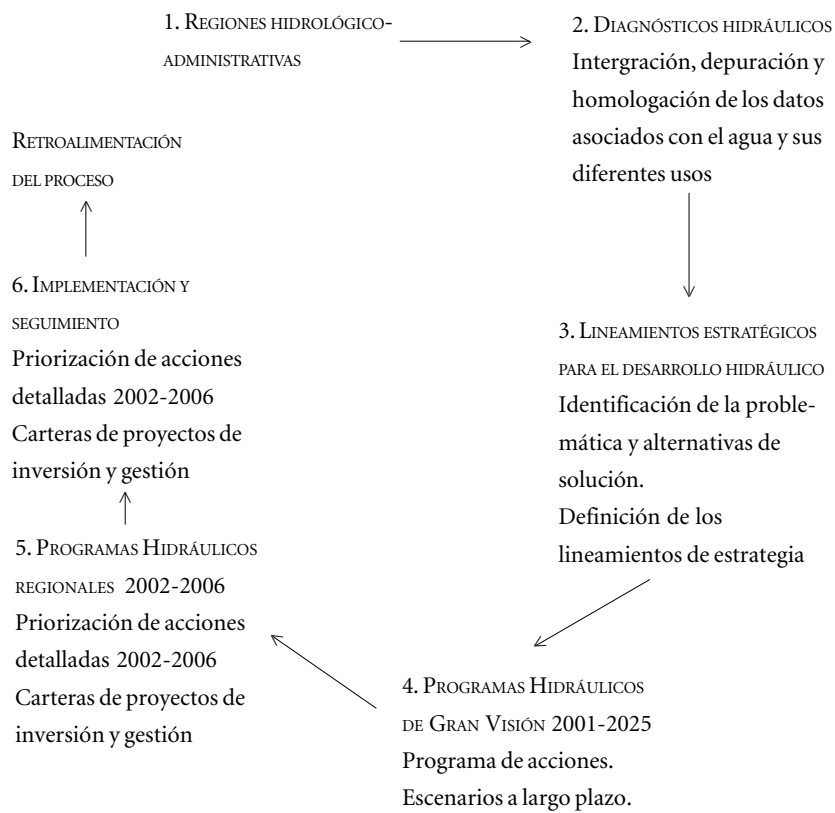 1. Regiones hidrológico-
administrativas
2. Diagnósticos hidráulicos
Intergración, depuración y
homologación de los datos
asociados con el agua y sus
diferentes usos
3. Lineamientos estratégicos
para el desarrollo hidráulico
Identificación de la proble-
mática y alternativas de
solución.
Definición de los
lineamientos de estrategia
4. Programas Hidráulicos
de Gran Visión 2001-2025
Programa de acciones.
Escenarios a largo plazo.
5. Programas Hidráulicos
regionales 2002-2006
Priorización de acciones
detalladas 2002-2006
Carteras de proyectos de
inversión y gestión
6. Implementación y
seguimiento
Priorización de acciones
detalladas 2002-2006
Carteras de proyectos de
inversión y gestión
Retroalimentación
del proceso